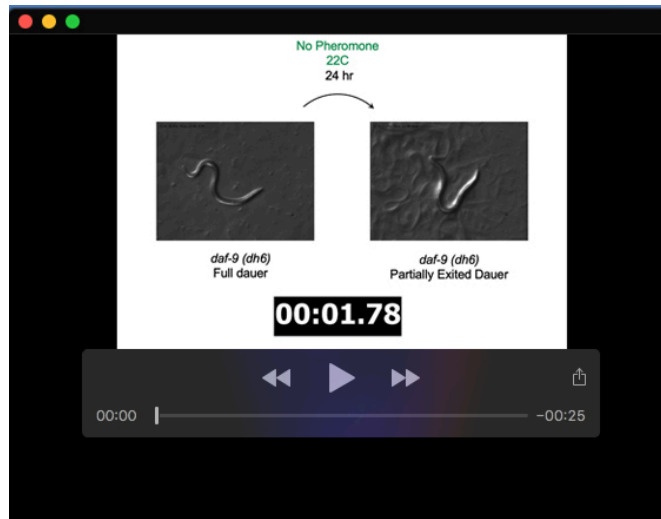 No Pheromone
22C
24 hr
daf-9 (dh6)
Full dauer
daf-9 (dh6)
Partially Exited Dauer
00:01.78
00:00
−00:25